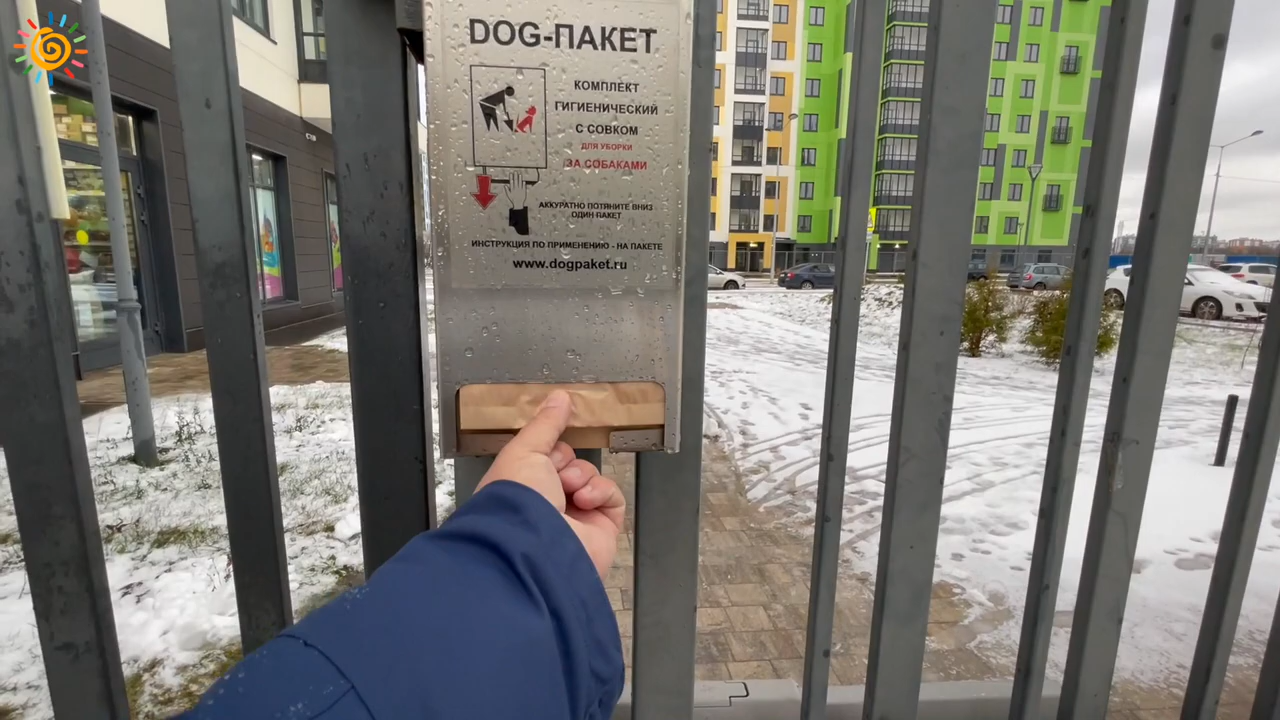 DOG-ПАКЕТ
КОМПЛЕКТ
ГИГИЕНИЧЕСКИЙ
С СОВКОМ
ДЛЯ УБОРКИ
ЗА СОБАКАМИ
АККУРАТНО ПОТЯНИТЕ ВНИЗ
ОДИН ПАКЕТ
ИНСТРУКЦИЯ ПО ПРИМЕНЕНИЮ - НА ПАКЕТЕ
www.dogpaket.ru